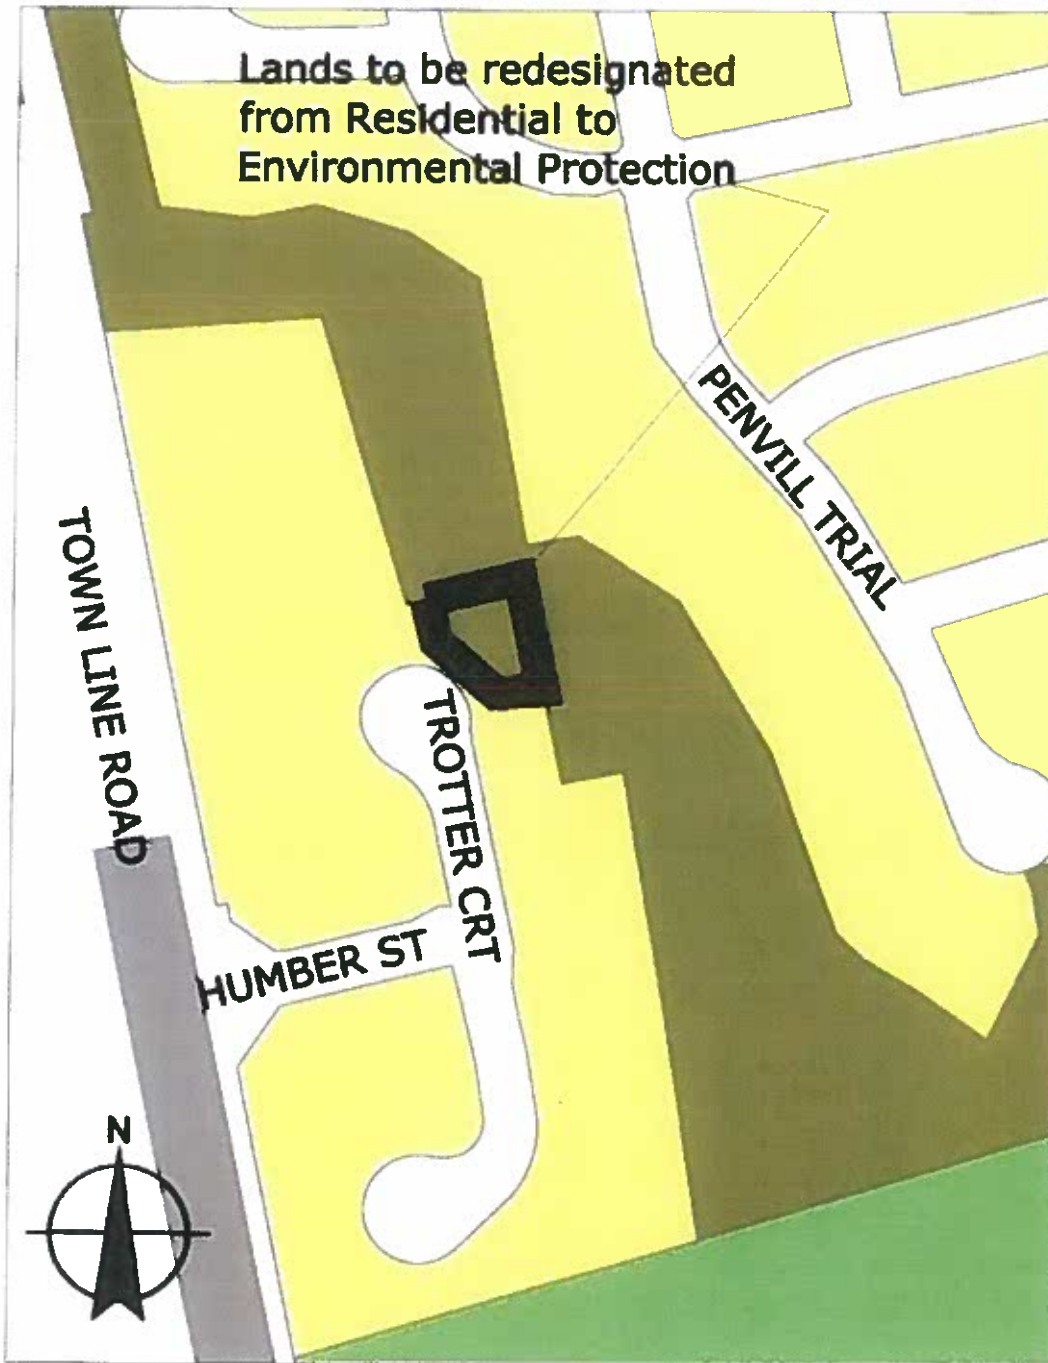 Lands to be redesignated
from Residential to
Environmental Protection
PENVILL TRIAL
TOWN LINE ROAD
TROTTER CRT
HUMBER ST
N